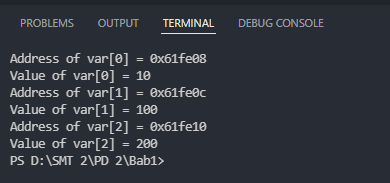 PROBLEMS OUTPUT TERMINAL DEBUG CONSOLE
Address of var[0] = 0x61fe08
Value of var[0] = 10
Address of var[1] = 0x61fe0c
Value of var[1] = 100
Address of var[2] = 0x61fe10
Value of var[2] = 200
PS D:\SMT 2\PD 2\Bab1>